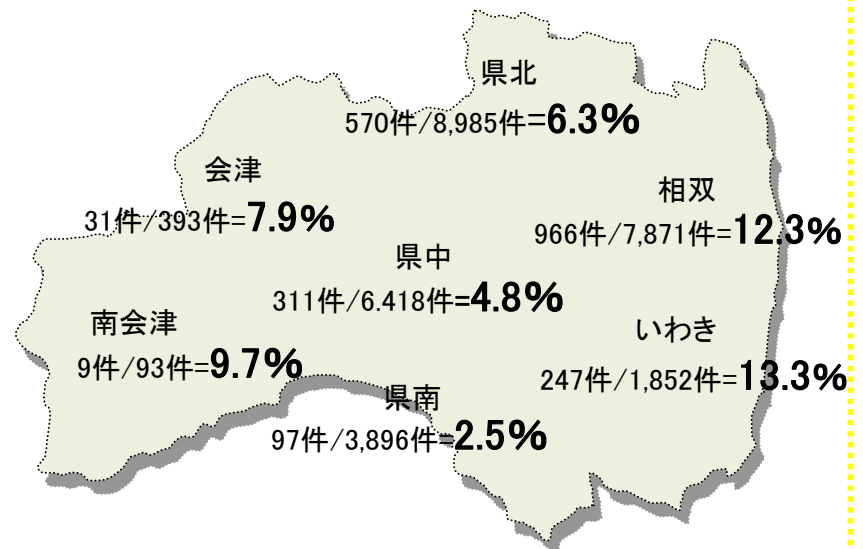 県北
570件/8,985件=6.3%
会津
31件/393件=7.9%
相双
966件/7,871件=12.3%
県中
311件/6.418件=4.8%
南会津
9件/93件=9.7%
いわき
247件/1,852件=13.3%
県南
97件/3,896件=2.5%